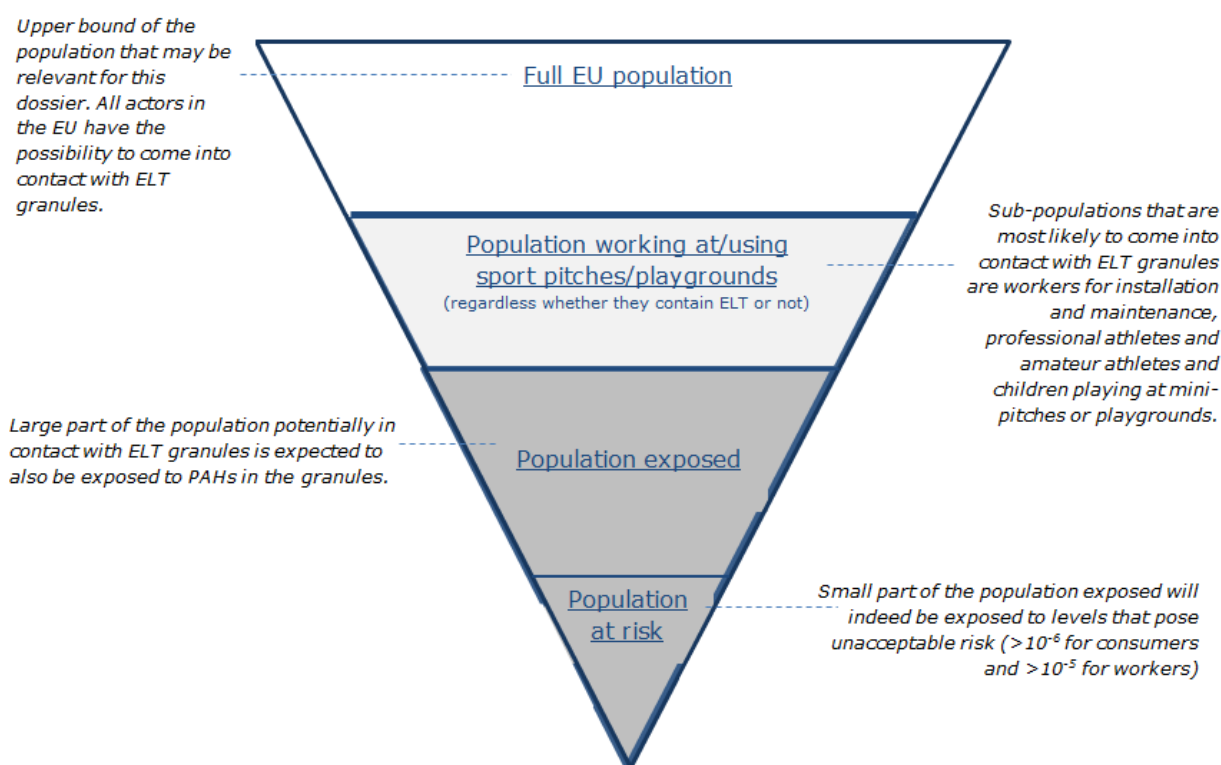 Upper bound of the
population that may be
relevant for this
dossier. All actors in
the EU have the
possibility to come into
contact with ELT
granules.
Full EU population
Population working at/using
sport pitches/playgrounds
(regardless whether they contain ELT or not)
Sub-populations that are
most likely to come into
contact with ELT granules
are workers for installation
and maintenance,
professional athletes and
amateur athletes and
children playing at mini-
pitches or playgrounds.
Large part of the population potentially in
contact with ELT granules is expected to
also be exposed to PAHs in the granules.
Population exposed
Population
at risk
Small part of the population exposed will
indeed be exposed to levels that pose
unacceptable risk (>10⁻⁶ for consumers
and >10⁻⁵ for workers)